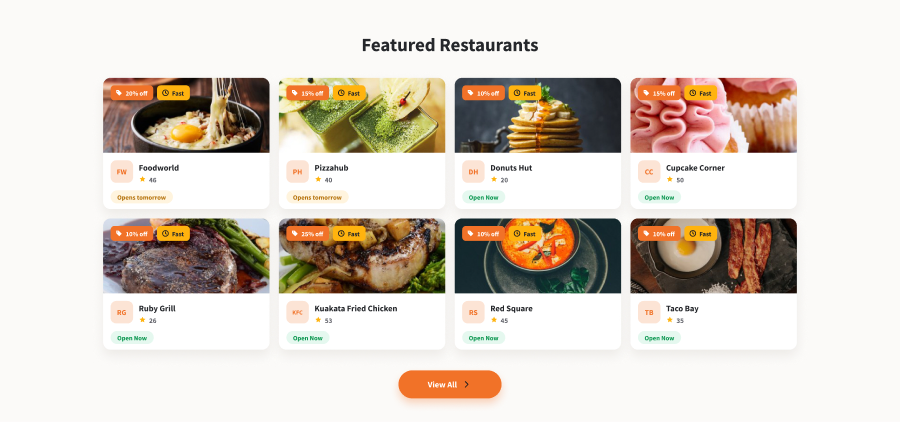 Featured Restaurants
20% off Fast
FW Foodworld
46
Opens tomorrow
15% off Fast
PH Pizzahub
40
Opens tomorrow
10% off Fast
DH Donuts Hut
20
Open Now
15% off Fast
CC Cupcake Corner
50
Open Now
10% off Fast
RG Ruby Grill
26
Open Now
25% off Fast
KFC Kuakata Fried Chicken
53
Open Now
10% off Fast
RS Red Square
45
Open Now
10% off Fast
TB Taco Bay
35
Open Now
View All